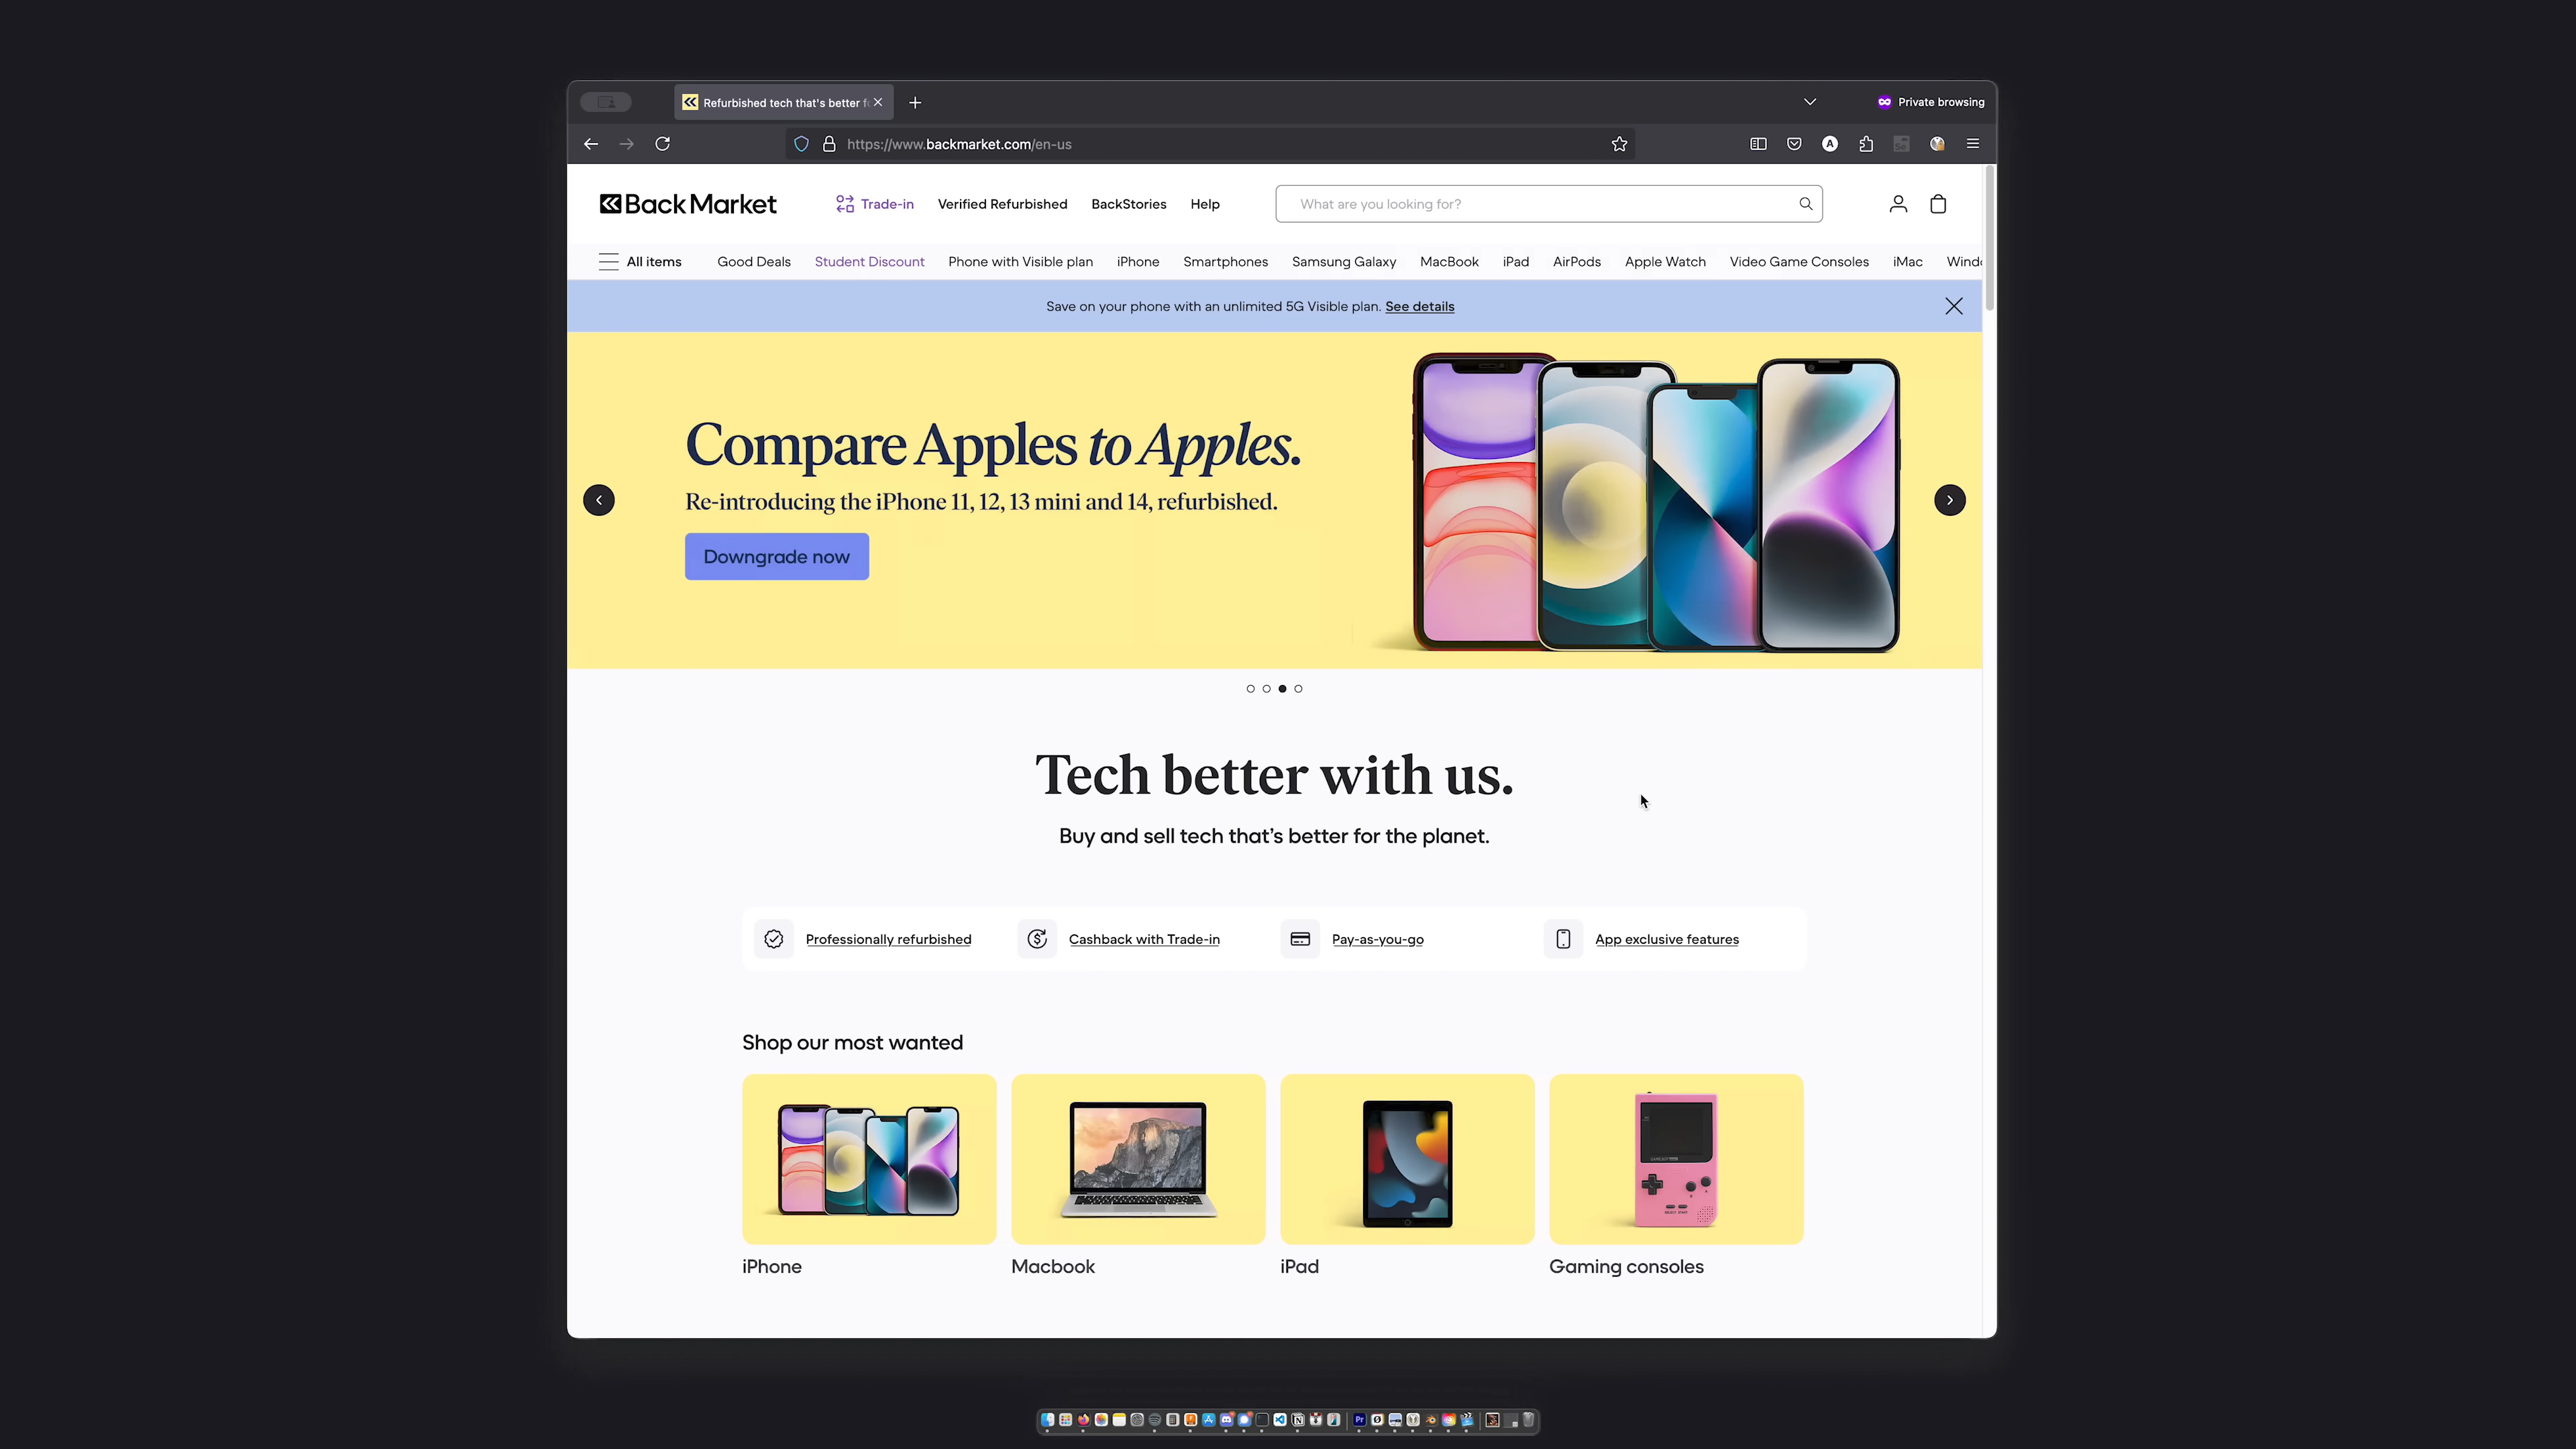 Refurbished tech that's better f
Private browsing
https://www.backmarket.com/en-us
Back Market
Trade-in
Verified Refurbished
BackStories
Help
What are you looking for?
All items
Good Deals
Student Discount
Phone with Visible plan
iPhone
Smartphones
Samsung Galaxy
MacBook
iPad
AirPods
Apple Watch
Video Game Consoles
iMac
Save on your phone with an unlimited 5G Visible plan. See details
Compare Apples to Apples.
Re-introducing the iPhone 11, 12, 13 mini and 14, refurbished.
Downgrade now
Tech better with us.
Buy and sell tech that’s better for the planet.
Professionally refurbished
Cashback with Trade-in
Pay-as-you-go
App exclusive features
Shop our most wanted
iPhone
Macbook
iPad
Gaming consoles